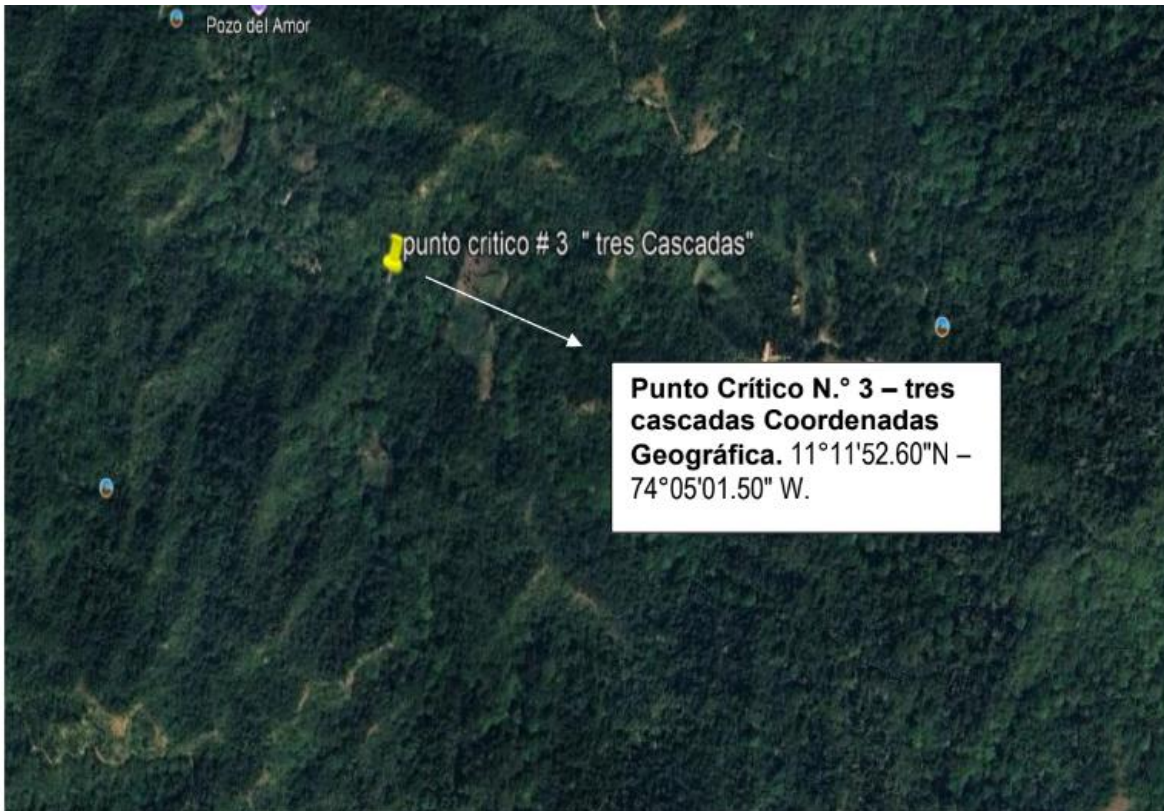 Pozo del Amor
punto critico # 3 " tres Cascadas"
Punto Crítico N.° 3 – tres
cascadas Coordenadas
Geográfica. 11°11'52.60"N –
74°05'01.50" W.